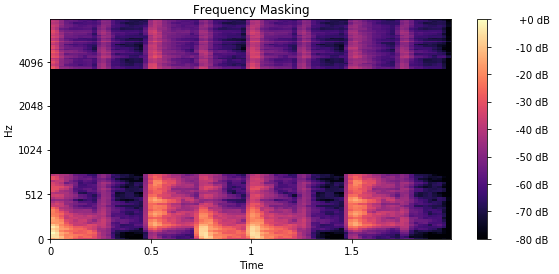 Frequency Masking
Hz
4096
2048
1024
512
0
0
0.5
1
1.5
Time
+0 dB
-10 dB
-20 dB
-30 dB
-40 dB
-50 dB
-60 dB
-70 dB
-80 dB